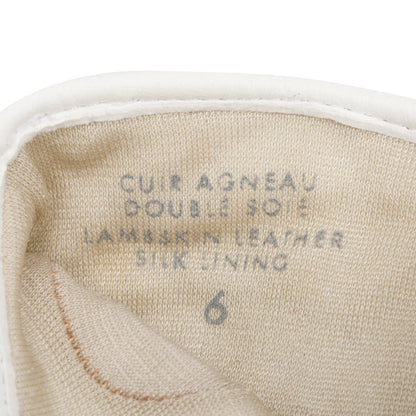 CUIR AGNEAU
DOUBLÉ SOIE
LAMBSKIN LEATHER
SILK LINING
6